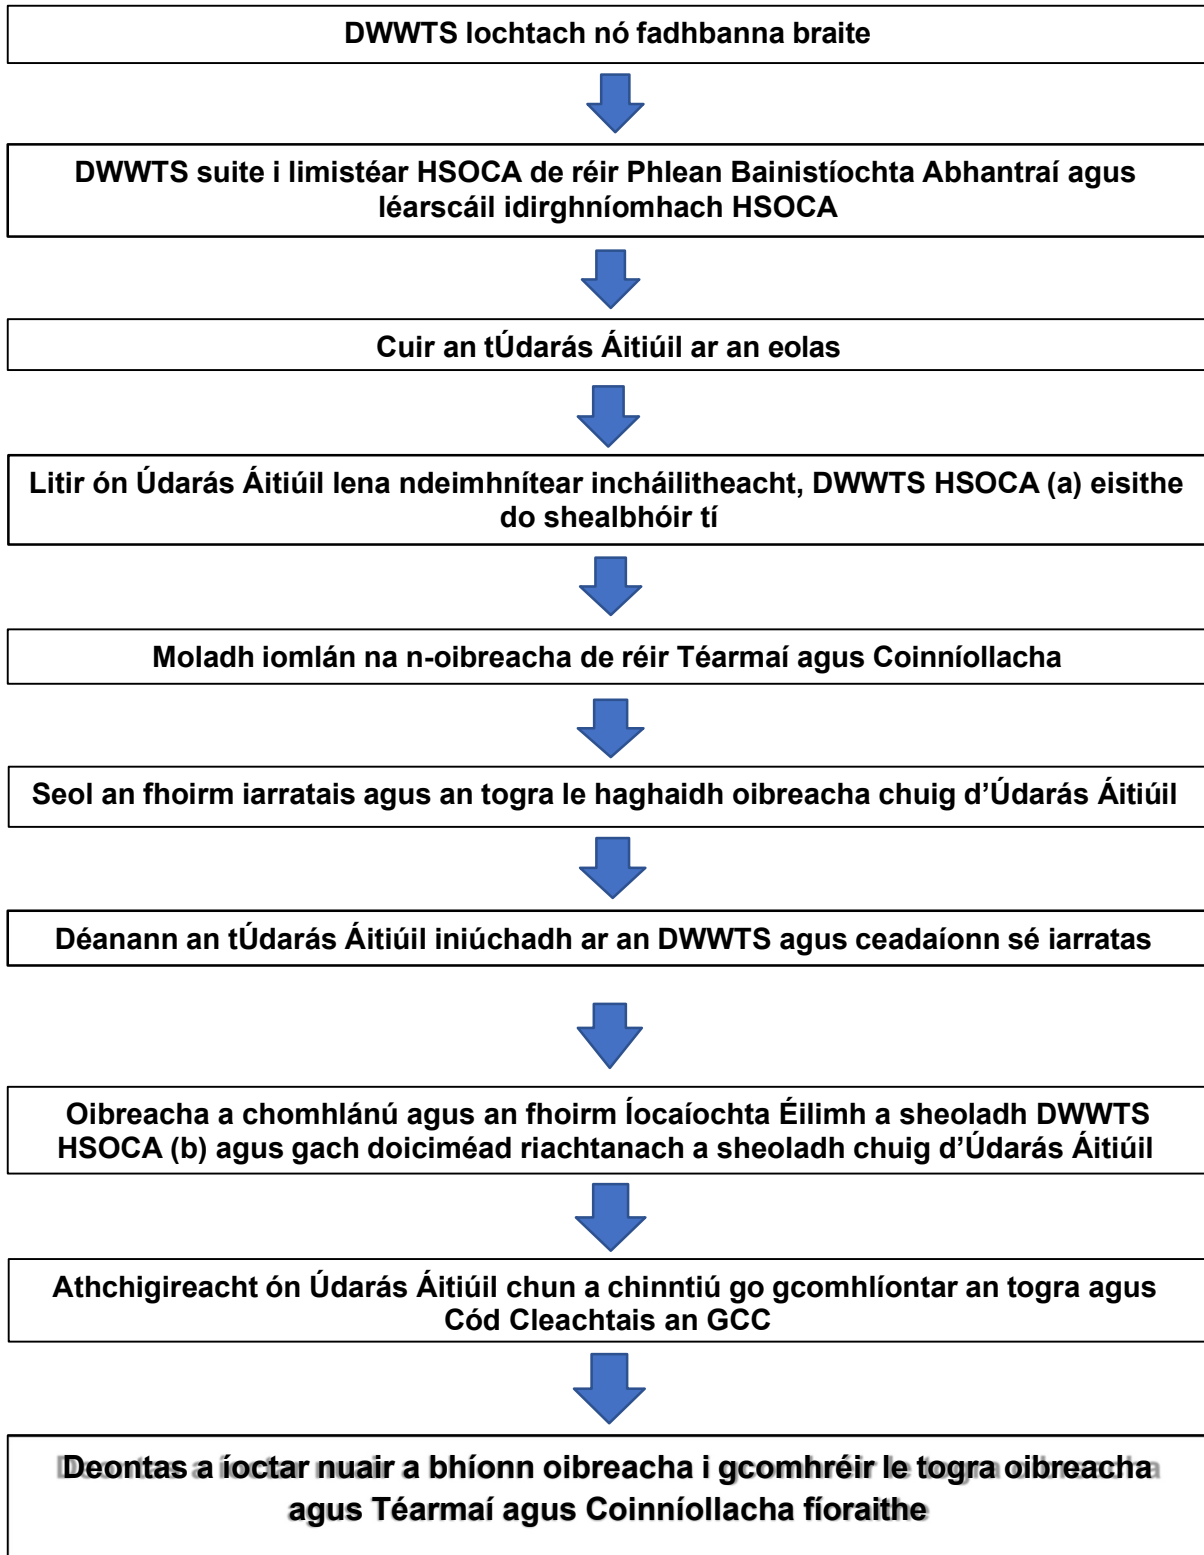 DWWTS lochtach nó fadhbanna braite
DWWTS suite i limistéar HSOCA de réir Phlean Bainistíochta Abhantraí agus
léarscáil idirghníomhach HSOCA
Cuir an tÚdarás Áitiúil ar an eolas
Litir ón Údarás Áitiúil lena ndeimhnítear incháilitheacht, DWWTS HSOCA (a) eisithe
do shealbhóir tí
Moladh iomlán na n-oibreacha de réir Téarmaí agus Coinníollacha
Seol an fhoirm iarratais agus an togra le haghaidh oibreacha chuig d’Údarás Áitiúil
Déanann an tÚdarás Áitiúil iniúchadh ar an DWWTS agus ceadaíonn sé iarratas
Oibreacha a chomhlánú agus an fhoirm Íocaíochta Éilimh a sheoladh DWWTS
HSOCA (b) agus gach doiciméad riachtanach a sheoladh chuig d’Údarás Áitiúil
Athchigireacht ón Údarás Áitiúil chun a chinntiú go gcomhlíontar an togra agus
Cód Cleachtais an GCC
Deontas a íoctar nuair a bhíonn oibreacha i gcomhréir le togra oibreacha
agus Téarmaí agus Coinníollacha fíoraithe